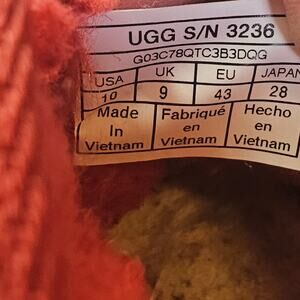 UGG S/N 3236
G03C78QTC3B3DQG
USA UK EU JAPAN
10 9 43 28
Made Fabriqué Hecho
In en en
Vietnam Vietnam Vietnam